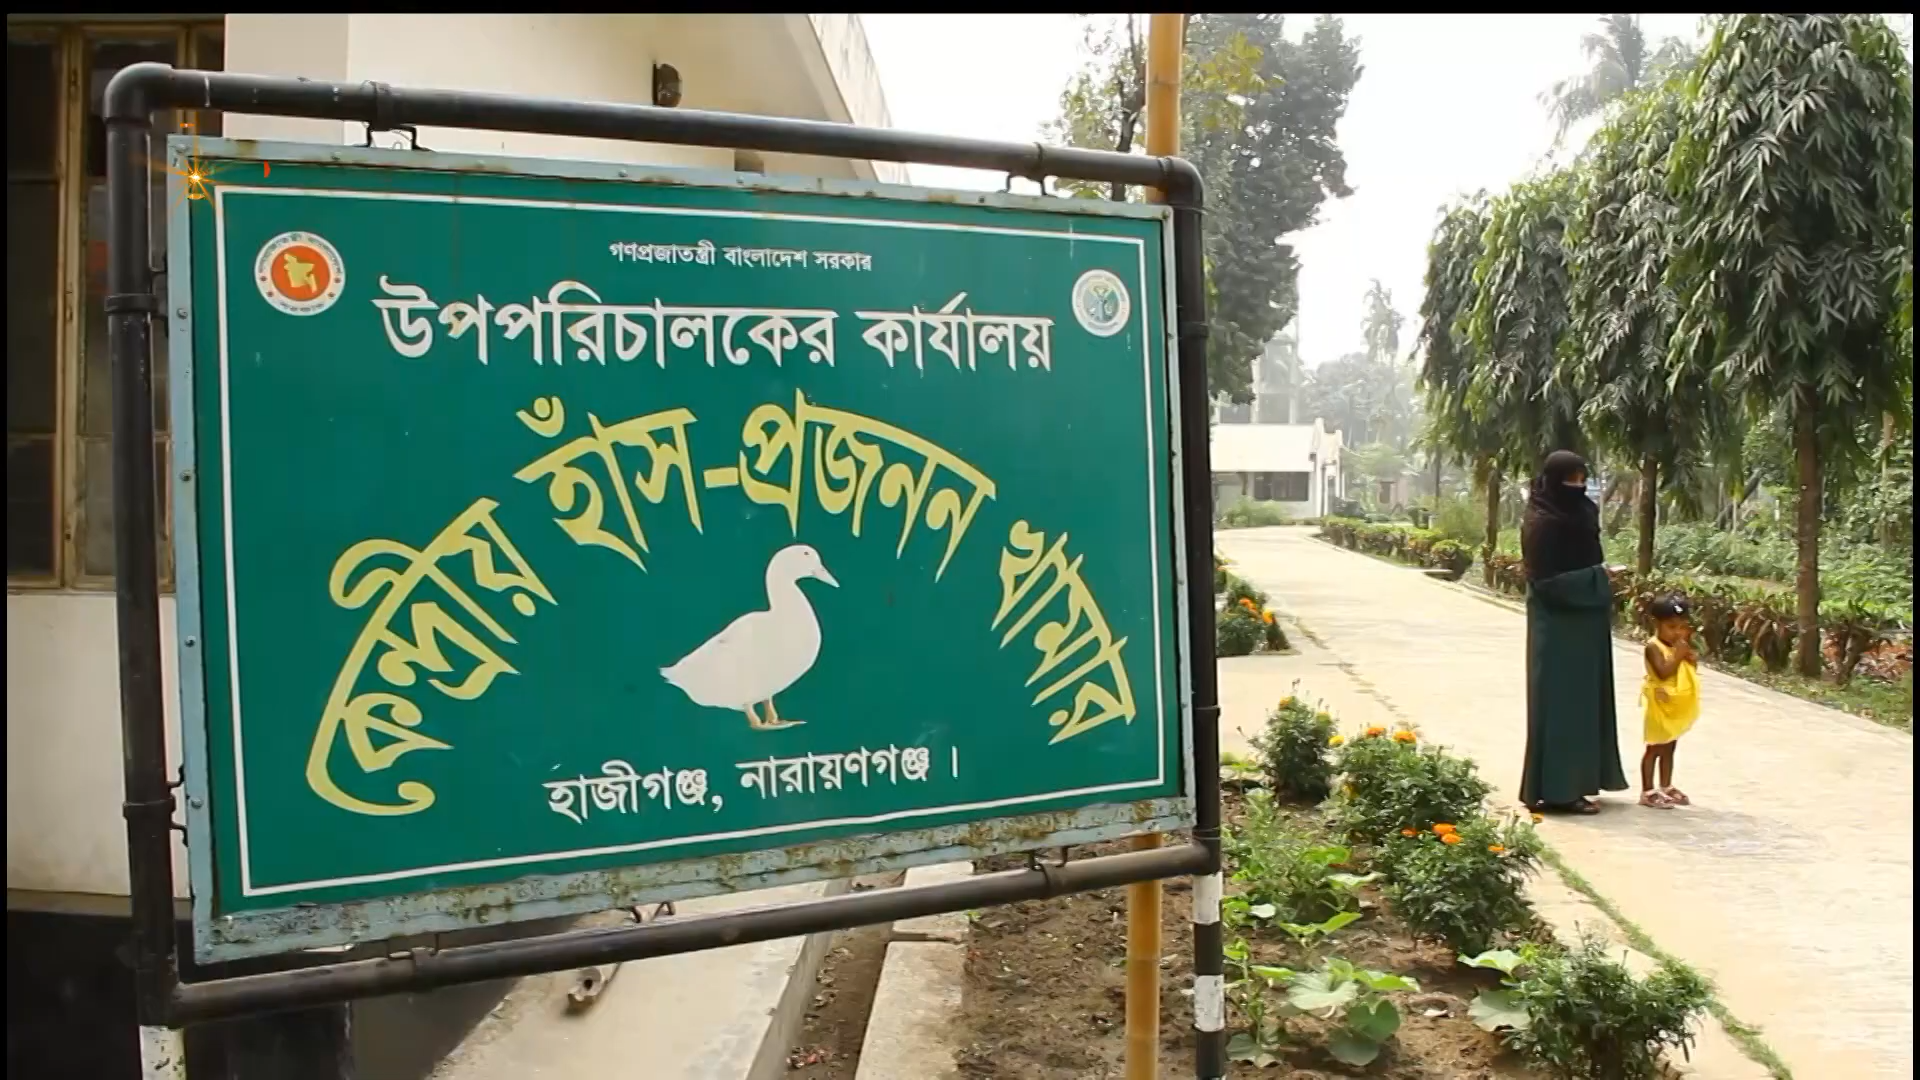 গণপ্রজাতন্ত্রী বাংলাদেশ সরকার
উপপরিচালকের কার্যালয়
কেন্দ্রীয় হাঁস-প্রজনন খামার
হাজীগঞ্জ, নারায়ণগঞ্জ ।